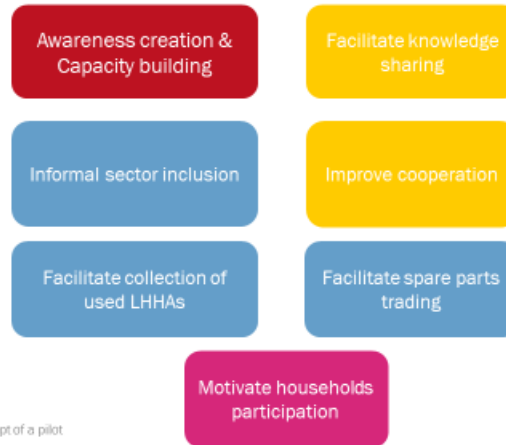 Awareness creation &
Capacity building
Facilitate knowledge
sharing
Informal sector inclusion
Improve cooperation
Facilitate collection of
used LHHAs
Facilitate spare parts
trading
Motivate households
participation
of a pilot